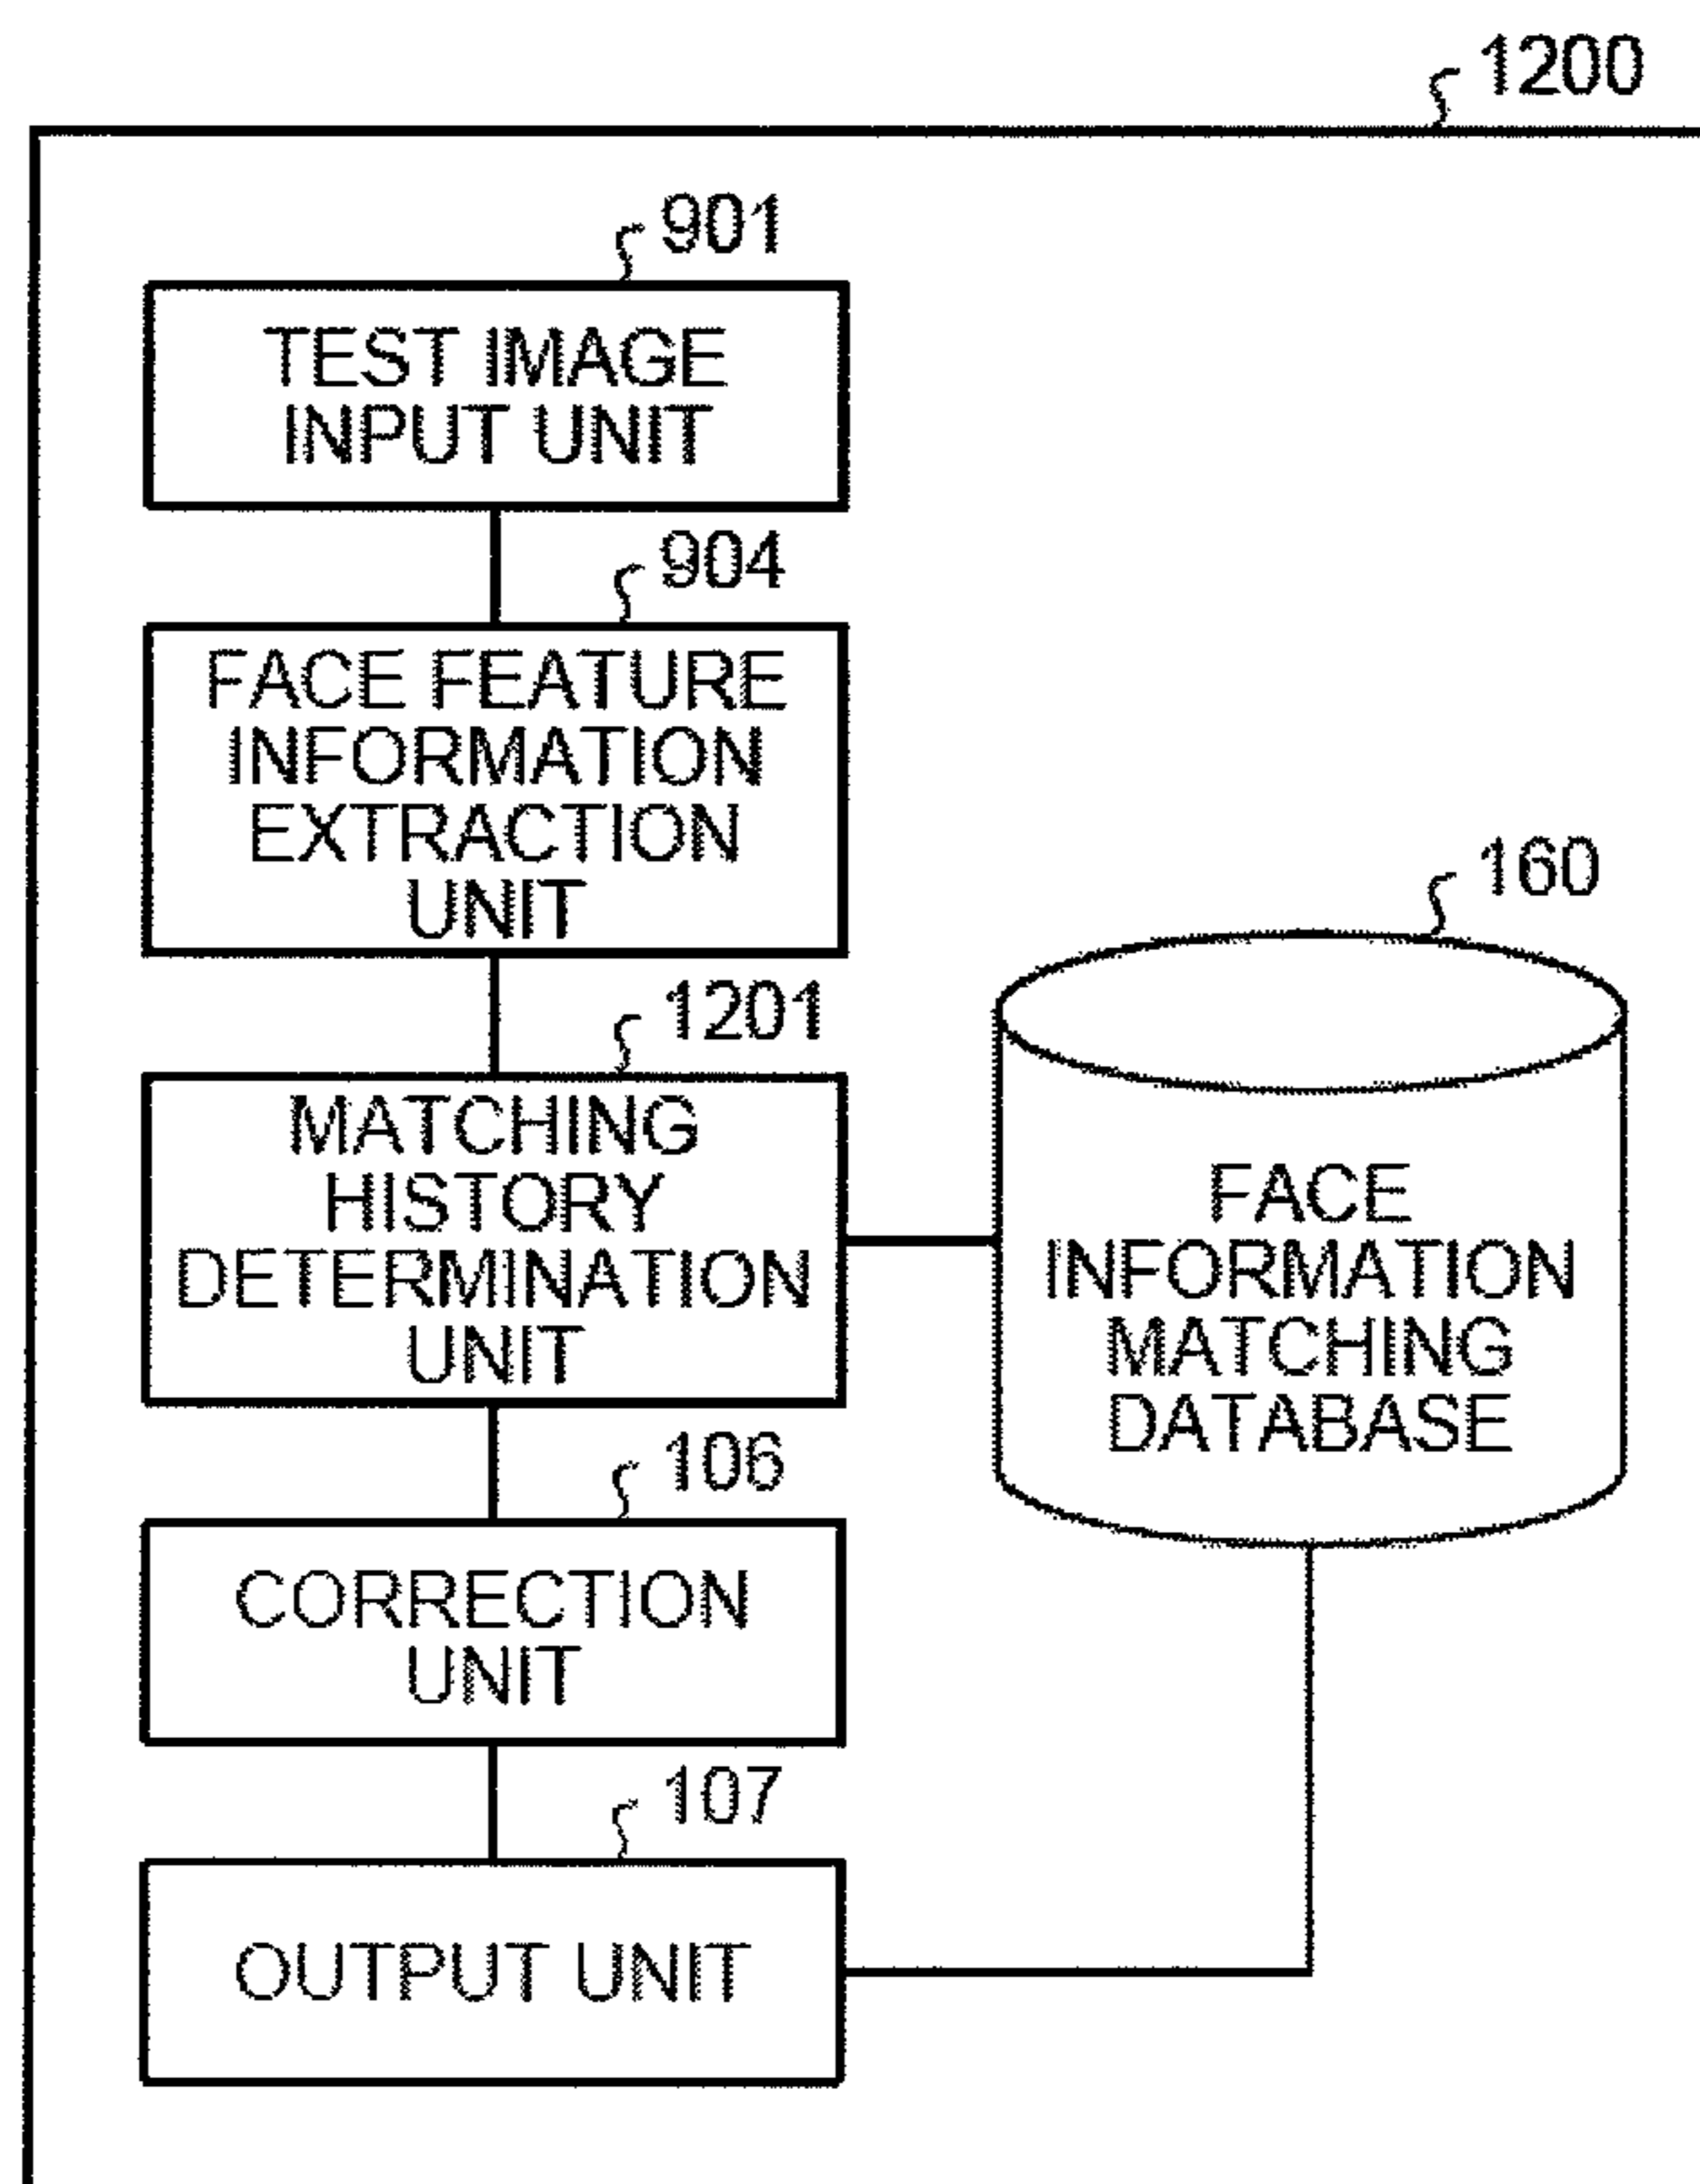 1200
901
TEST IMAGE
INPUT UNIT
904
FACE FEATURE
INFORMATION
EXTRACTION
UNIT
1201
MATCHING
HISTORY
DETERMINATION
UNIT
160
FACE
INFORMATION
MATCHING
DATABASE
106
CORRECTION
UNIT
107
OUTPUT UNIT